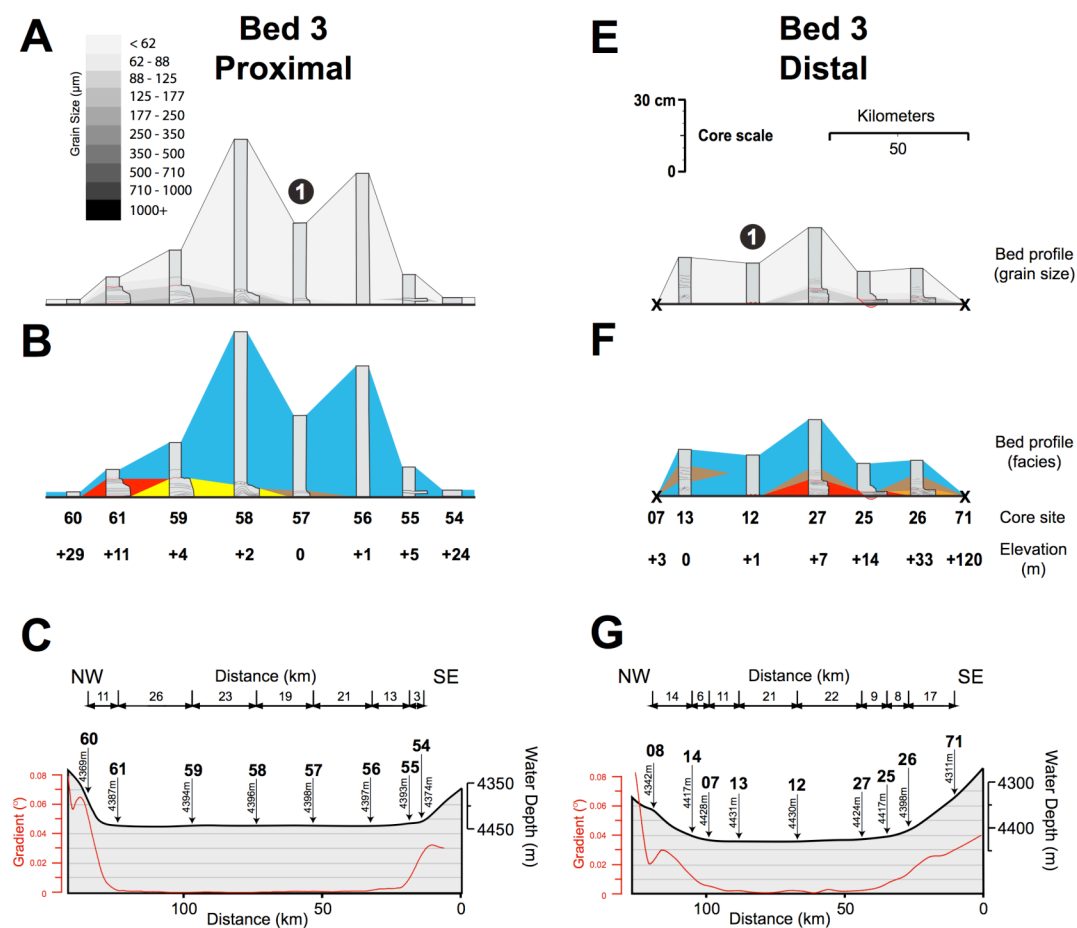 A
Bed 3
Proximal
Grain Size (µm)
< 62
62 - 88
88 - 125
125 - 177
177 - 250
250 - 350
350 - 500
500 - 710
710 - 1000
1000+
1
E
Bed 3
Distal
30 cm
Core scale
0
Kilometers
50
1
Bed profile
(grain size)
X X
B
60 61 59 58 57 56 55 54
+29 +11 +4 +2 0 +1 +5 +24
F
Bed profile
(facies)
X X
07 13 12 27 25 26 71
Core site
+3 0 +1 +7 +14 +33 +120
Elevation
(m)
C
NW Distance (km) SE
11 26 23 19 21 13 3
60 61 59 58 57 56 55 54
4369m 4387m 4394m 4396m 4398m 4397m 4393m 4374m
Gradient (°)
0.08
0.06
0.04
0.02
0
4350
4450
Water Depth (m)
100 50 0
Distance (km)
G
NW Distance (km) SE
14 6 11 21 22 9 8 17
08 14 07 13 12 27 25 26 71
4342m 4417m 4428m 4431m 4430m 4424m 4417m 4398m 4311m
Gradient (°)
0.08
0.06
0.04
0.02
0
4300
4400
Water Depth (m)
100 50 0
Distance (km)